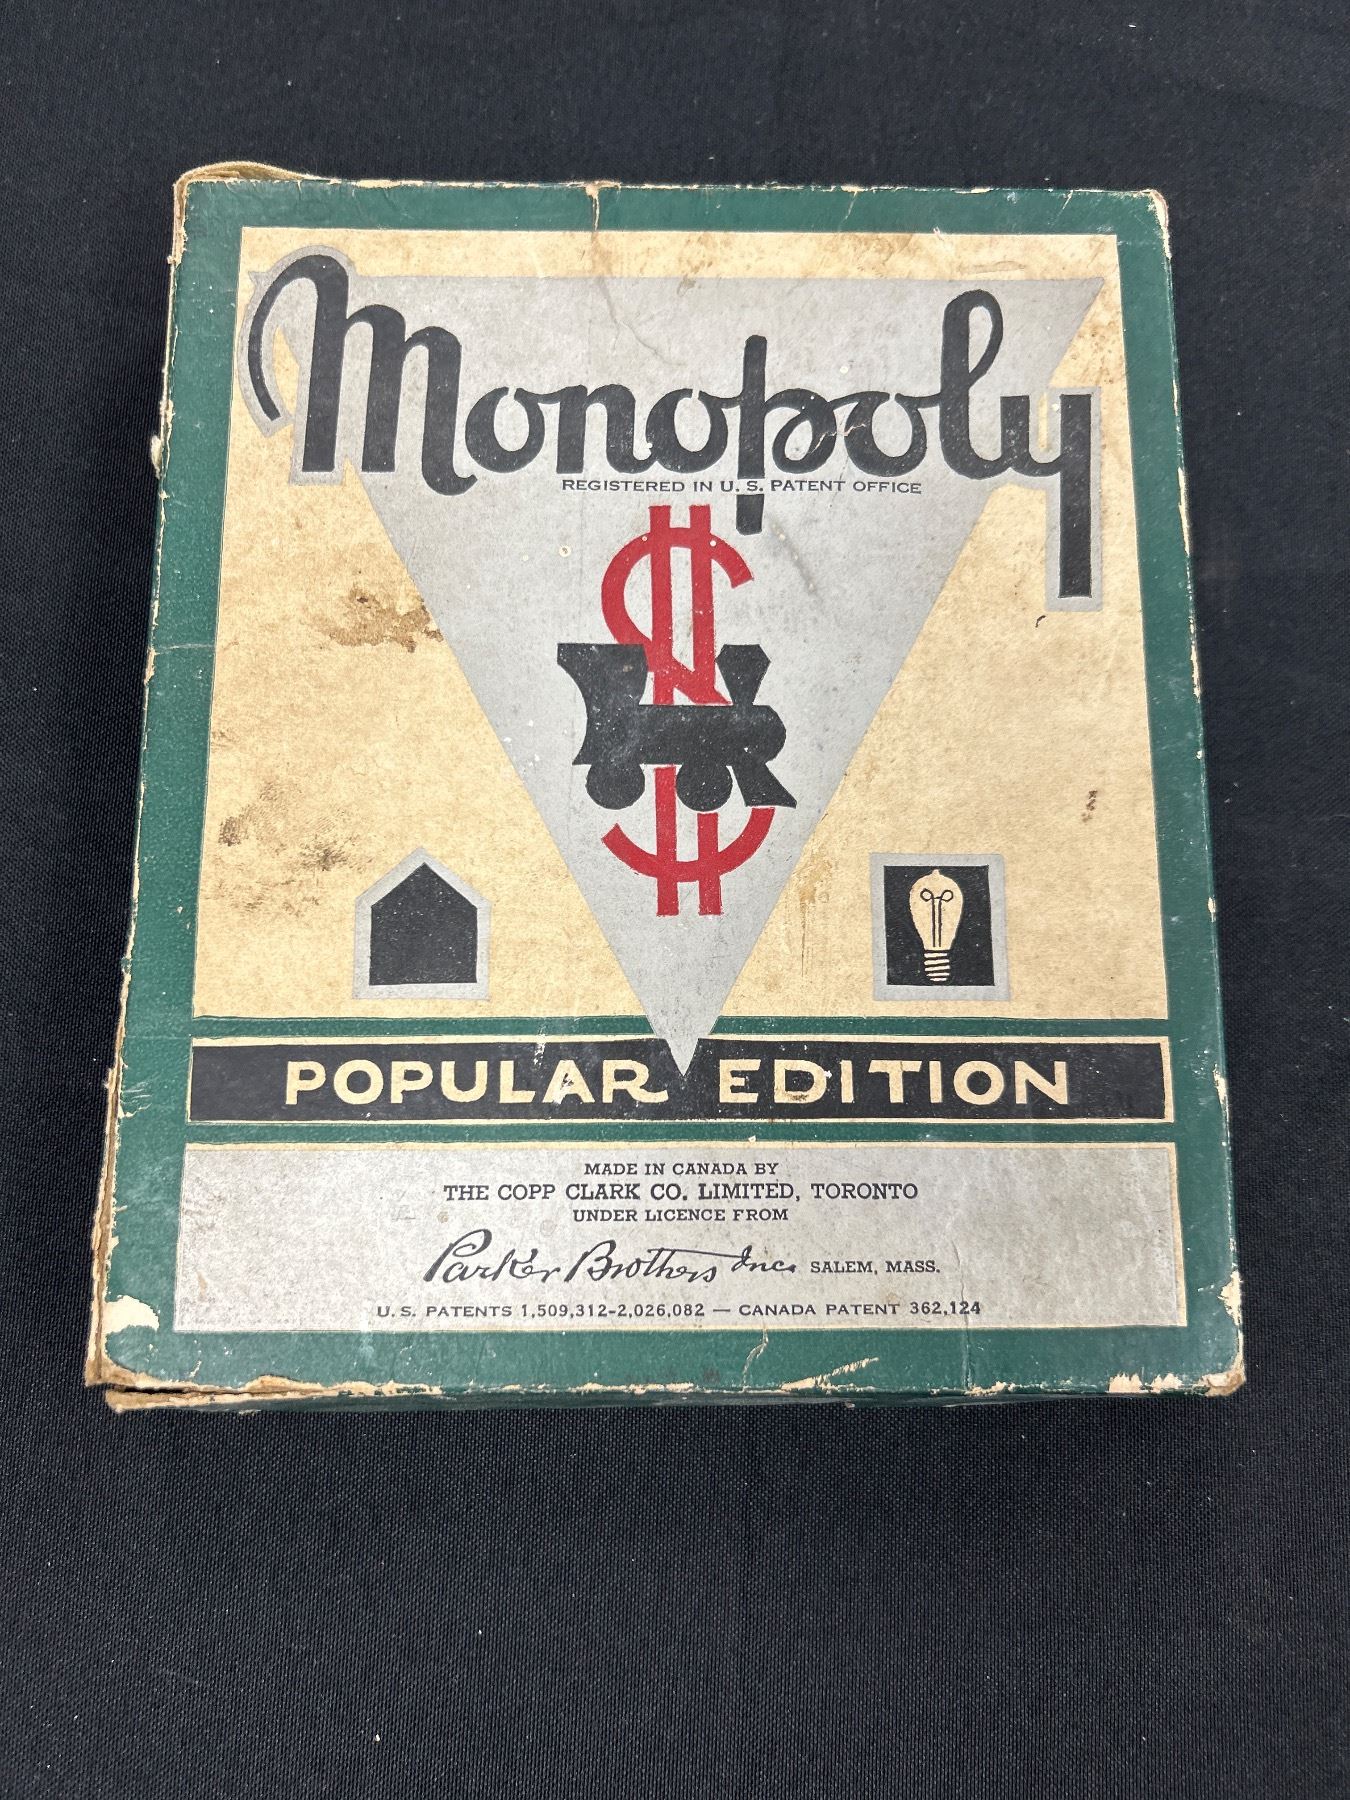 Monopoly
REGISTERED IN U. S. PATENT OFFICE
POPULAR EDITION
MADE IN CANADA BY
THE COPP CLARK CO. LIMITED, TORONTO
UNDER LICENCE FROM
Parker Brothers Inc. SALEM, MASS.
U. S. PATENTS 1,509,312-2,026,082 — CANADA PATENT 362,124